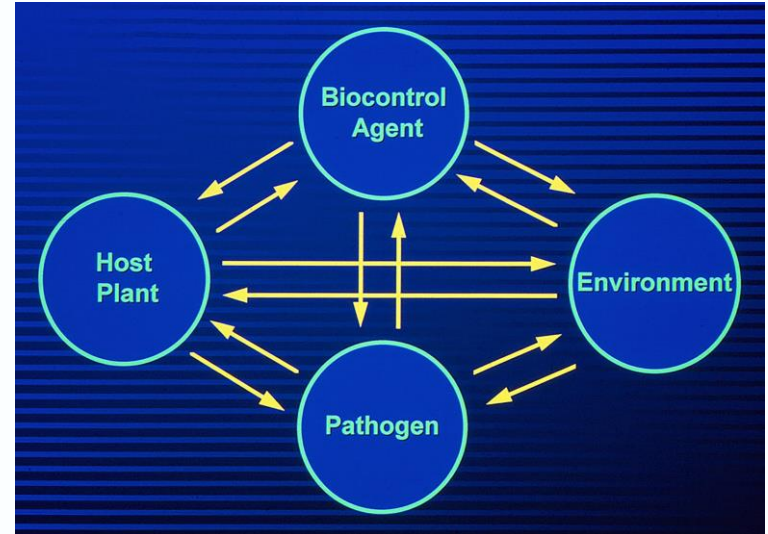 Biocontrol
Agent
Host
Plant
Environment
Pathogen